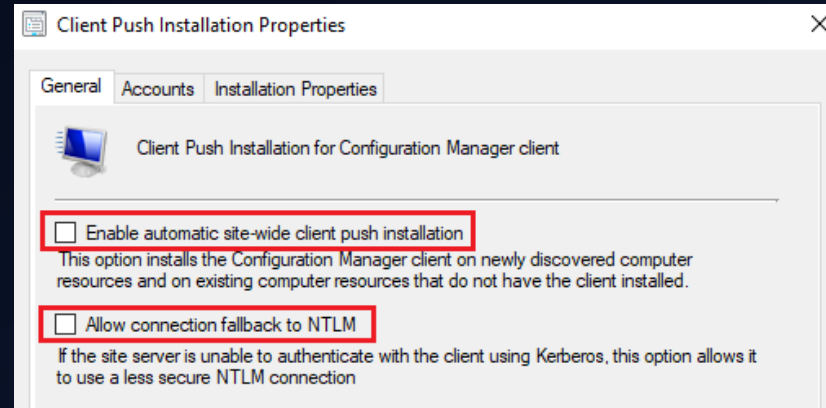 Client Push Installation Properties
General Accounts Installation Properties
Client Push Installation for Configuration Manager client
Enable automatic site-wide client push installation
This option installs the Configuration Manager client on newly discovered computer
resources and on existing computer resources that do not have the client installed.
Allow connection fallback to NTLM
If the site server is unable to authenticate with the client using Kerberos, this option allows it
to use a less secure NTLM connection